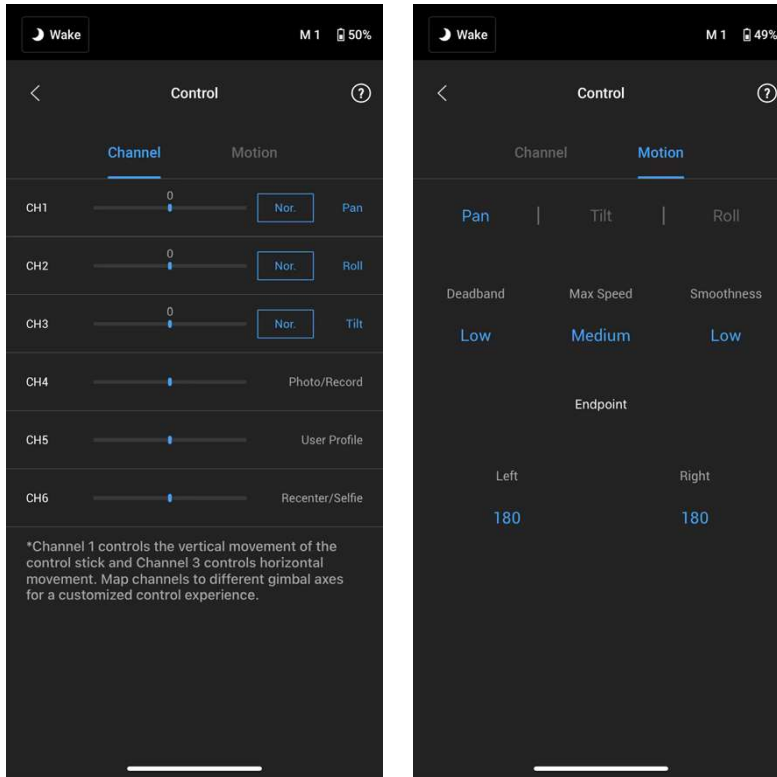 Wake M 1 50%
Control ?
Channel Motion
0
CH1 Nor. Pan
0
CH2 Nor. Roll
0
CH3 Nor. Tilt
CH4 Photo/Record
CH5 User Profile
CH6 Recenter/Selfie
*Channel 1 controls the vertical movement of the
control stick and Channel 3 controls horizontal
movement. Map channels to different gimbal axes
for a customized control experience.
Wake M 1 49%
Control ?
Channel Motion
Pan | Tilt | Roll
Deadband Max Speed Smoothness
Low Medium Low
Endpoint
Left Right
180 180